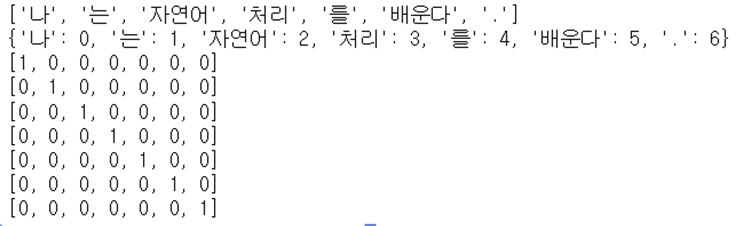 ['나', '는', '자연어', '처리', '를', '배운다', '.']
{'나': 0, '는': 1, '자연어': 2, '처리': 3, '를': 4, '배운다': 5, '.': 6}
[1, 0, 0, 0, 0, 0, 0]
[0, 1, 0, 0, 0, 0, 0]
[0, 0, 1, 0, 0, 0, 0]
[0, 0, 0, 1, 0, 0, 0]
[0, 0, 0, 0, 1, 0, 0]
[0, 0, 0, 0, 0, 1, 0]
[0, 0, 0, 0, 0, 0, 1]